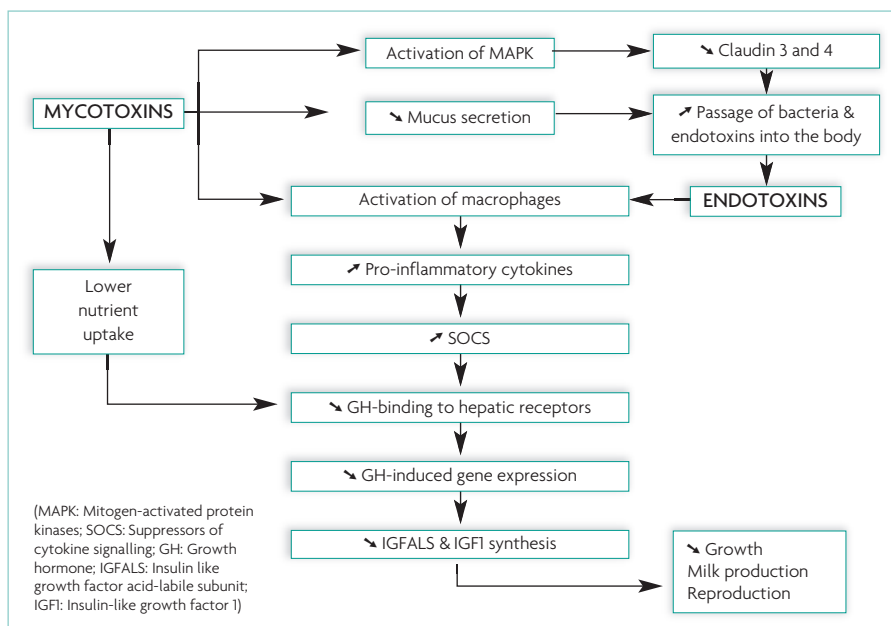 Activation of MAPK
➘ Claudin 3 and 4
MYCOTOXINS
➘ Mucus secretion
➚ Passage of bacteria &
endotoxins into the body
Activation of macrophages
ENDOTOXINS
➚ Pro-inflammatory cytokines
Lower
nutrient
uptake
➚ SOCS
➘ GH-binding to hepatic receptors
➘ GH-induced gene expression
(MAPK: Mitogen-activated protein
kinases; SOCS: Suppressors of
cytokine signalling; GH: Growth
hormone; IGFALS: Insulin like
growth factor acid-labile subunit;
IGF1: Insulin-like growth factor 1)
➘ IGFALS & IGF1 synthesis
➘ Growth
Milk production
Reproduction